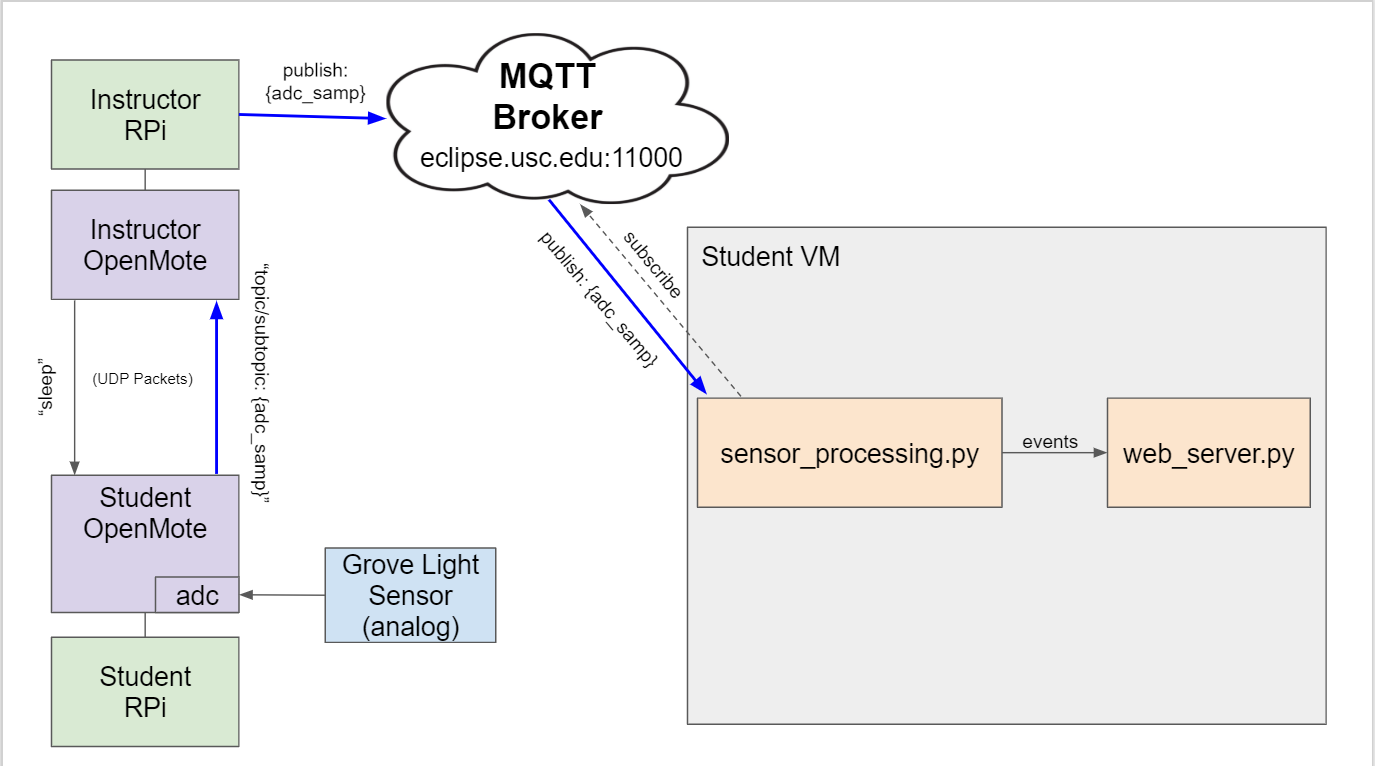 Instructor
RPi
publish:
{adc_samp}
MQTT
Broker
eclipse.usc.edu:11000
Instructor
OpenMote
“sleep”
(UDP Packets)
“topic/subtopic: {adc_samp}”
publish: {adc_samp}
subscribe
Student VM
sensor_processing.py
events
web_server.py
Student
OpenMote
adc
Grove Light
Sensor
(analog)
Student
RPi